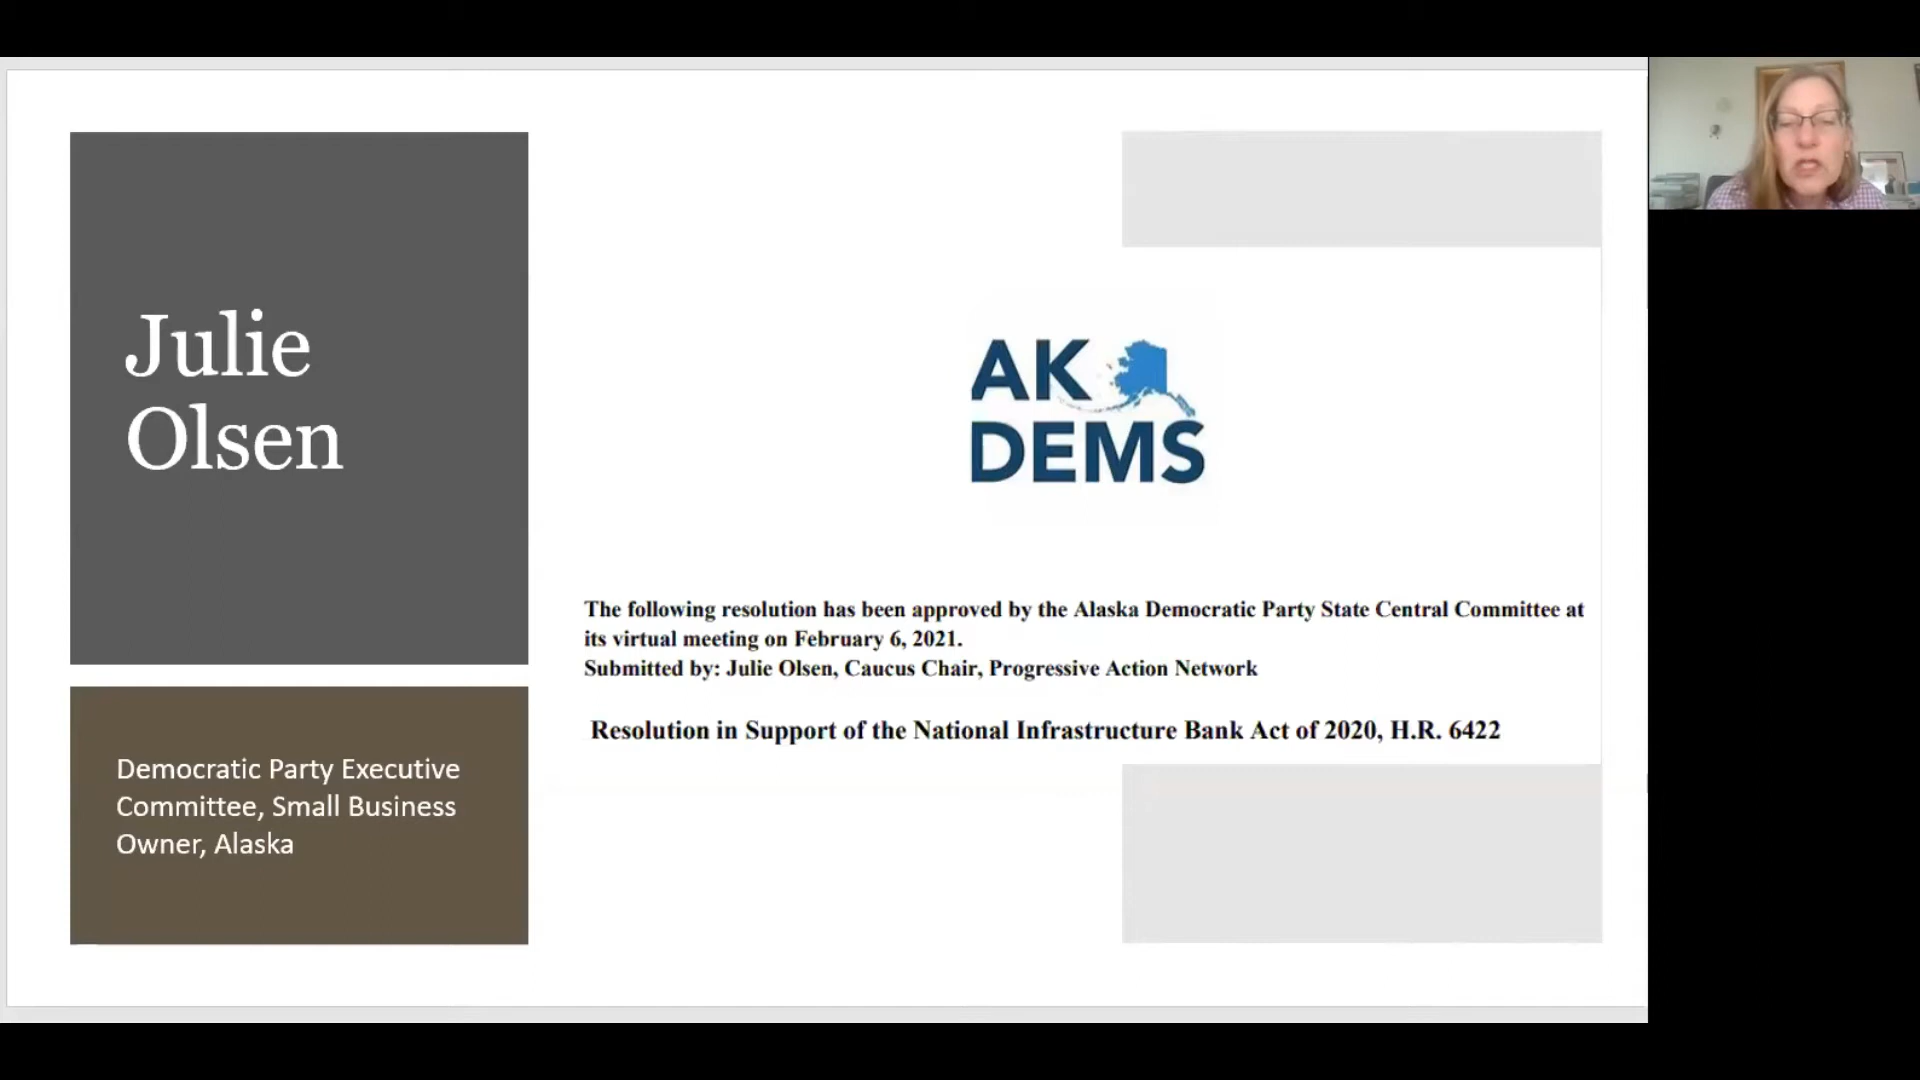 Julie
Olsen
Democratic Party Executive
Committee, Small Business
Owner, Alaska
AK
DEMS
The following resolution has been approved by the Alaska Democratic Party State Central Committee at
its virtual meeting on February 6, 2021.
Submitted by: Julie Olsen, Caucus Chair, Progressive Action Network
Resolution in Support of the National Infrastructure Bank Act of 2020, H.R. 6422